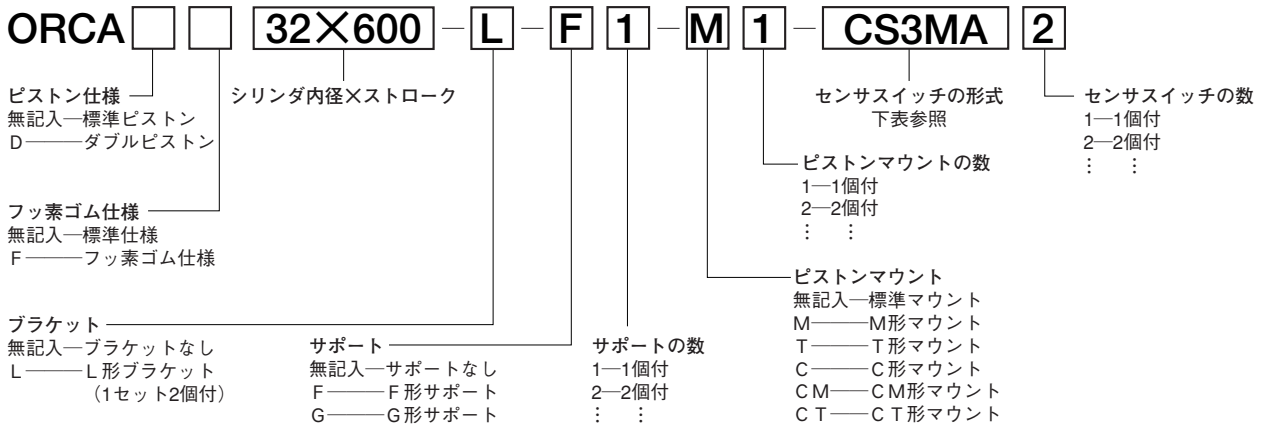 ORCA 32×600-L-F1-M1-CS3MA2
ピストン仕様
無記入―標準ピストン
D―――ダブルピストン
フッ素ゴム仕様
無記入―標準仕様
F―――フッ素ゴム仕様
シリンダ内径×ストローク
ブラケット
無記入―ブラケットなし
L―――L形ブラケット
(1セット2個付)
サポート
無記入―サポートなし
F―――F形サポート
G―――G形サポート
サポートの数
1―1個付
2―2個付
⋮ ⋮
センサスイッチの形式
下表参照
ピストンマウントの数
1―1個付
2―2個付
⋮ ⋮
ピストンマウント
無記入―標準マウント
M―――M形マウント
T―――T形マウント
C―――C形マウント
CM――CM形マウント
CT――CT形マウント
センサスイッチの数
1―1個付
2―2個付
⋮ ⋮